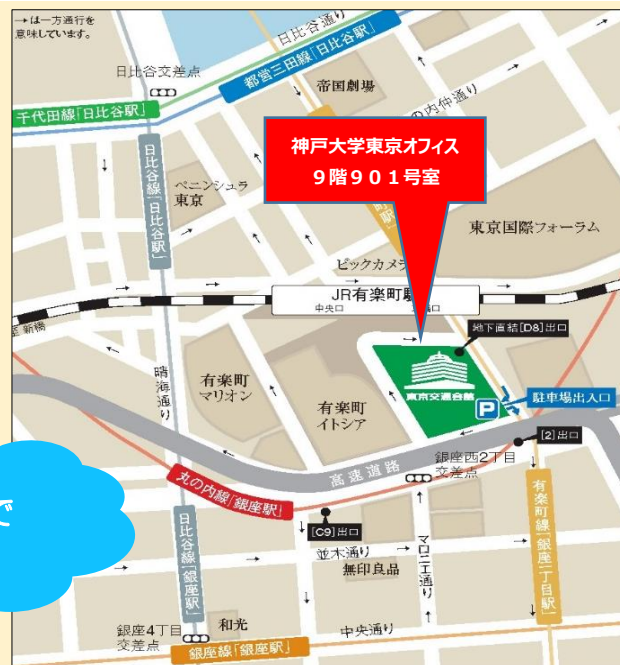 →は一方通行を
意味しています。
日比谷通り
都営三田線「日比谷駅」
日比谷交差点
帝国劇場
千代田線「日比谷駅」
の内仲通り
神戸大学東京オフィス
9階901号室
日比谷線「日比谷駅」
ペニンシュラ
東京
東京国際フォーラム
ビックカメラ
JR有楽町駅
中央口
至 新橋
地下直結[D8]出口
東京交通会館
P
駐車場出入口
晴海通り
有楽町
マリオン
有楽町
イトシア
[2]出口
高速道路
銀座西2丁目
交差点
丸の内線「銀座駅」
有楽町線「銀座一丁目駅」
で
[C9]出口
日比谷線「銀座駅」
並木通り
マロニエ通り
無印良品
和光
銀座4丁目
交差点
中央通り
銀座線「銀座駅」